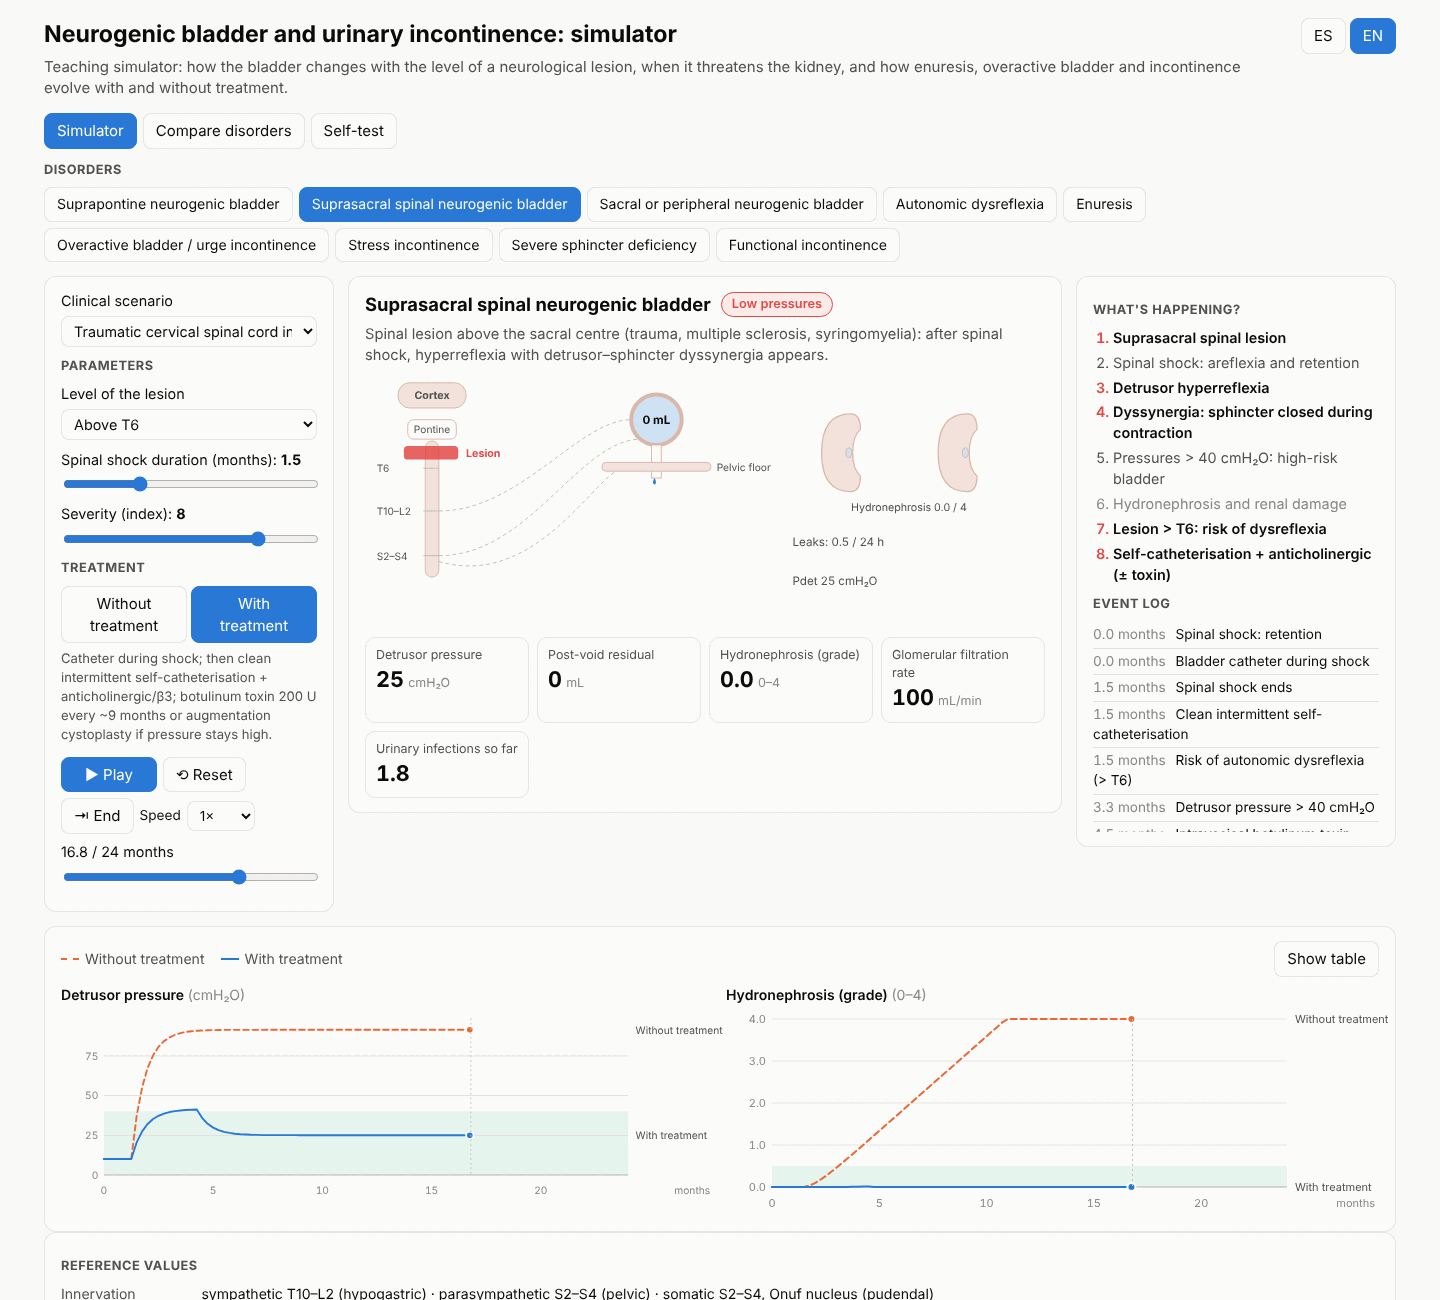 Neurogenic bladder and urinary incontinence: simulator
ES
EN
Teaching simulator: how the bladder changes with the level of a neurological lesion, when it threatens the kidney, and how enuresis, overactive bladder and incontinence
evolve with and without treatment.
Simulator
Compare disorders
Self-test
DISORDERS
Suprapontine neurogenic bladder
Suprasacral spinal neurogenic bladder
Sacral or peripheral neurogenic bladder
Autonomic dysreflexia
Enuresis
Overactive bladder / urge incontinence
Stress incontinence
Severe sphincter deficiency
Functional incontinence
Clinical scenario
Traumatic cervical spinal cord in
PARAMETERS
Level of the lesion
Above T6
Spinal shock duration (months): 1.5
Severity (index): 8
TREATMENT
Without
treatment
With
treatment
Catheter during shock; then clean
intermittent self-catheterisation +
anticholinergic/β3; botulinum toxin 200 U
every ~9 months or augmentation
cystoplasty if pressure stays high.
▶ Play
⟲ Reset
⇥ End
Speed
1×
16.8 / 24 months
Suprasacral spinal neurogenic bladder
Low pressures
Spinal lesion above the sacral centre (trauma, multiple sclerosis, syringomyelia): after spinal
shock, hyperreflexia with detrusor–sphincter dyssynergia appears.
Cortex
Pontine
Lesion
T6
T10–L2
S2–S4
0 mL
Pelvic floor
Hydronephrosis 0.0 / 4
Leaks: 0.5 / 24 h
Pdet 25 cmH₂O
Detrusor pressure
25 cmH₂O
Post-void residual
0 mL
Hydronephrosis (grade)
0.0 0–4
Glomerular filtration
rate
100 mL/min
Urinary infections so far
1.8
WHAT'S HAPPENING?
1. Suprasacral spinal lesion
2. Spinal shock: areflexia and retention
3. Detrusor hyperreflexia
4. Dyssynergia: sphincter closed during
contraction
5. Pressures > 40 cmH₂O: high-risk
bladder
6. Hydronephrosis and renal damage
7. Lesion > T6: risk of dysreflexia
8. Self-catheterisation + anticholinergic
(± toxin)
EVENT LOG
0.0 months Spinal shock: retention
0.0 months Bladder catheter during shock
1.5 months Spinal shock ends
1.5 months Clean intermittent self-
catheterisation
1.5 months Risk of autonomic dysreflexia
(> T6)
3.3 months Detrusor pressure > 40 cmH₂O
Without treatment
With treatment
Show table
Detrusor pressure (cmH₂O)
75
50
25
0
0
5
10
15
20
months
Without treatment
With treatment
Hydronephrosis (grade) (0–4)
4.0
3.0
2.0
1.0
0.0
0
5
10
15
20
months
Without treatment
With treatment
REFERENCE VALUES
Innervation
sympathetic T10–L2 (hypogastric) · parasympathetic S2–S4 (pelvic) · somatic S2–S4, Onuf nucleus (pudendal)